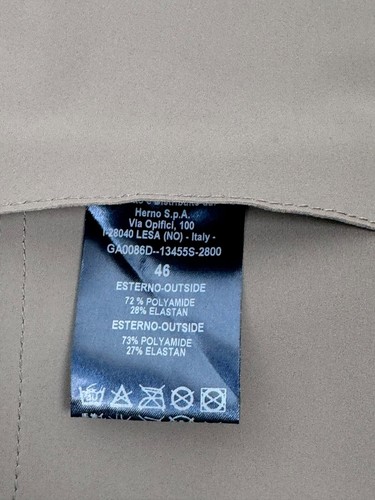 Herno S.p.A.
Via Opifici, 100
I-28040 LESA (NO) - Italy -
GA0086D--13455S-2800
46
ESTERNO-OUTSIDE
72 % POLYAMIDE
28% ELASTAN
ESTERNO-OUTSIDE
73% POLYAMIDE
27% ELASTAN
30